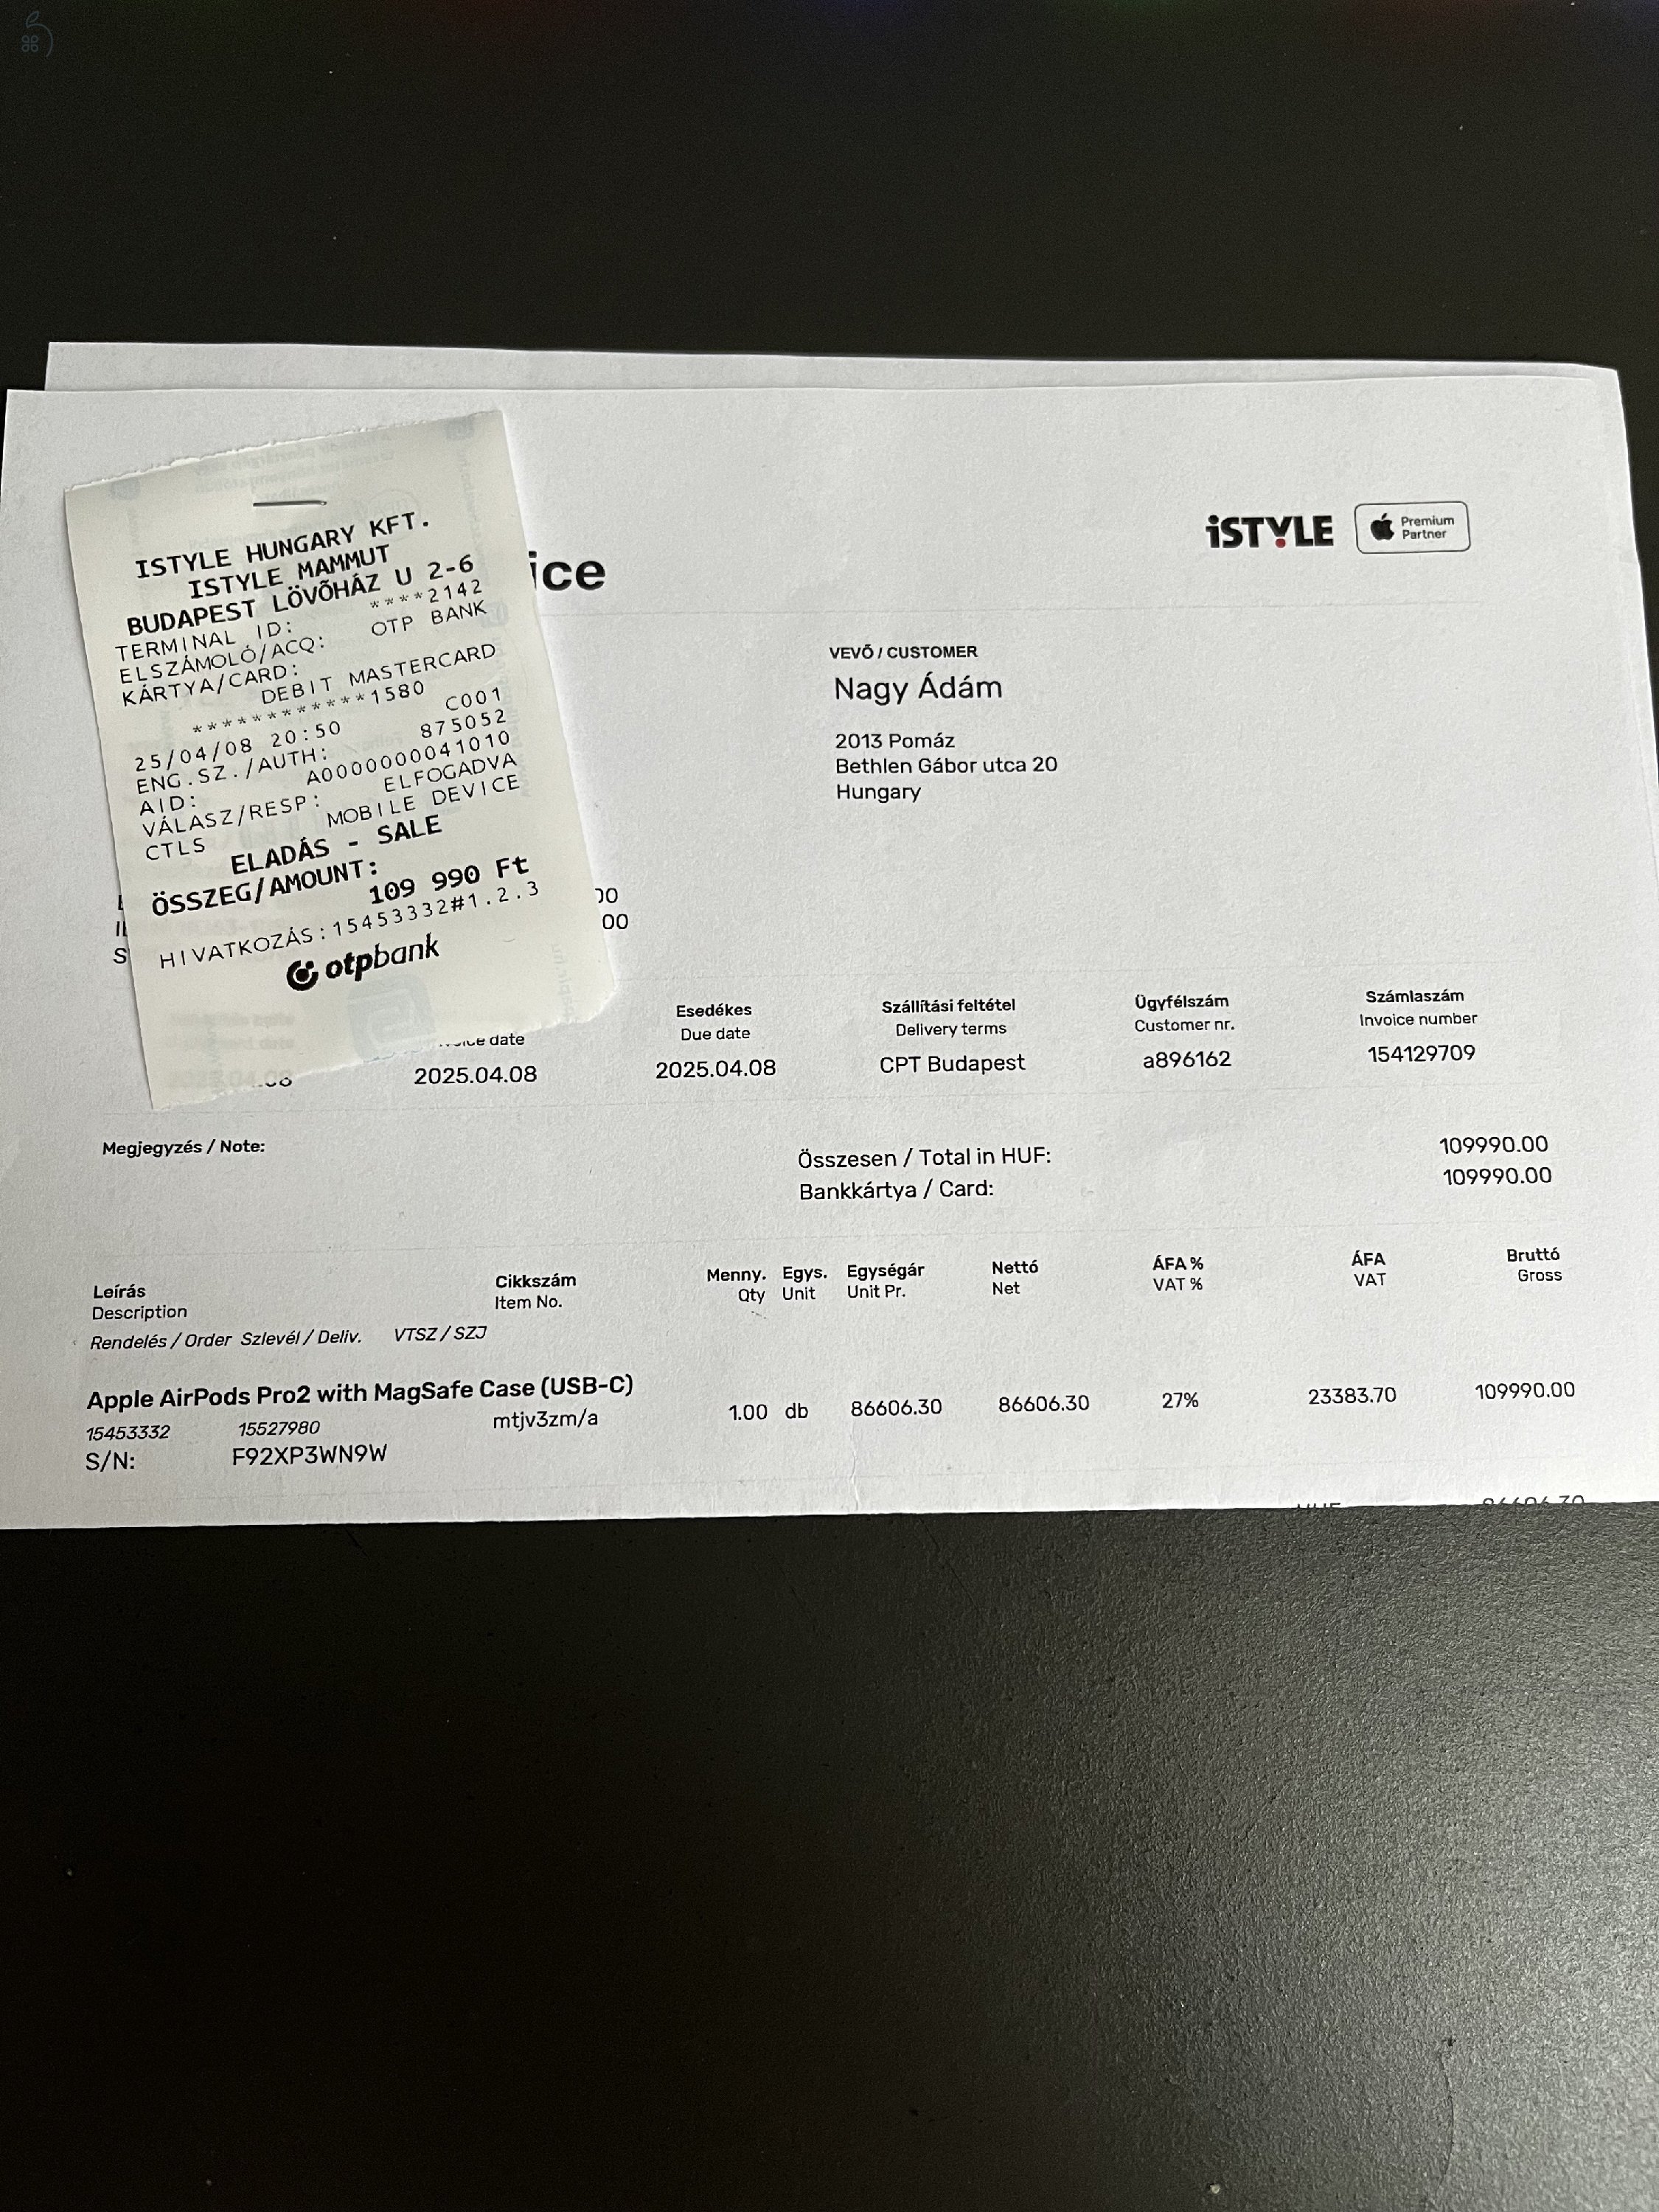 ISTYLE HUNGARY KFT.
ISTYLE MAMMUT
BUDAPEST LÖVŐHÁZ U 2-6
TERMINAL ID: ****2142
ELSZÁMOLÓ/ACQ: OTP BANK
KÁRTYA/CARD:
DEBIT MASTERCARD
************1580
25/04/08 20:50 C001
ENG.SZ./AUTH: 875052
AID: A0000000041010
VÁLASZ/RESP: ELFOGADVA
CTLS MOBILE DEVICE
ELADÁS - SALE
ÖSSZEG/AMOUNT:
109 990 Ft
HIVATKOZÁS:15453332#1.2.3
otpbank
ice
iSTYLE Premium Partner
VEVŐ / CUSTOMER
Nagy Ádám
2013 Pomáz
Bethlen Gábor utca 20
Hungary
00
00
Esedékes Szállítási feltétel Ügyfélszám Számlaszám
date Due date Delivery terms Customer nr. Invoice number
2025.04.08 2025.04.08 CPT Budapest a896162 154129709
Megjegyzés / Note:
Összesen / Total in HUF: 109990.00
Bankkártya / Card: 109990.00
Leírás Cikkszám Menny. Egys. Egységár Nettó ÁFA % ÁFA Bruttó
Description Item No. Qty Unit Unit Pr. Net VAT % VAT Gross
Rendelés / Order Szlevél / Deliv. VTSZ / SZJ
Apple AirPods Pro2 with MagSafe Case (USB-C)
15453332 15527980 mtjv3zm/a 1.00 db 86606.30 86606.30 27% 23383.70 109990.00
S/N: F92XP3WN9W